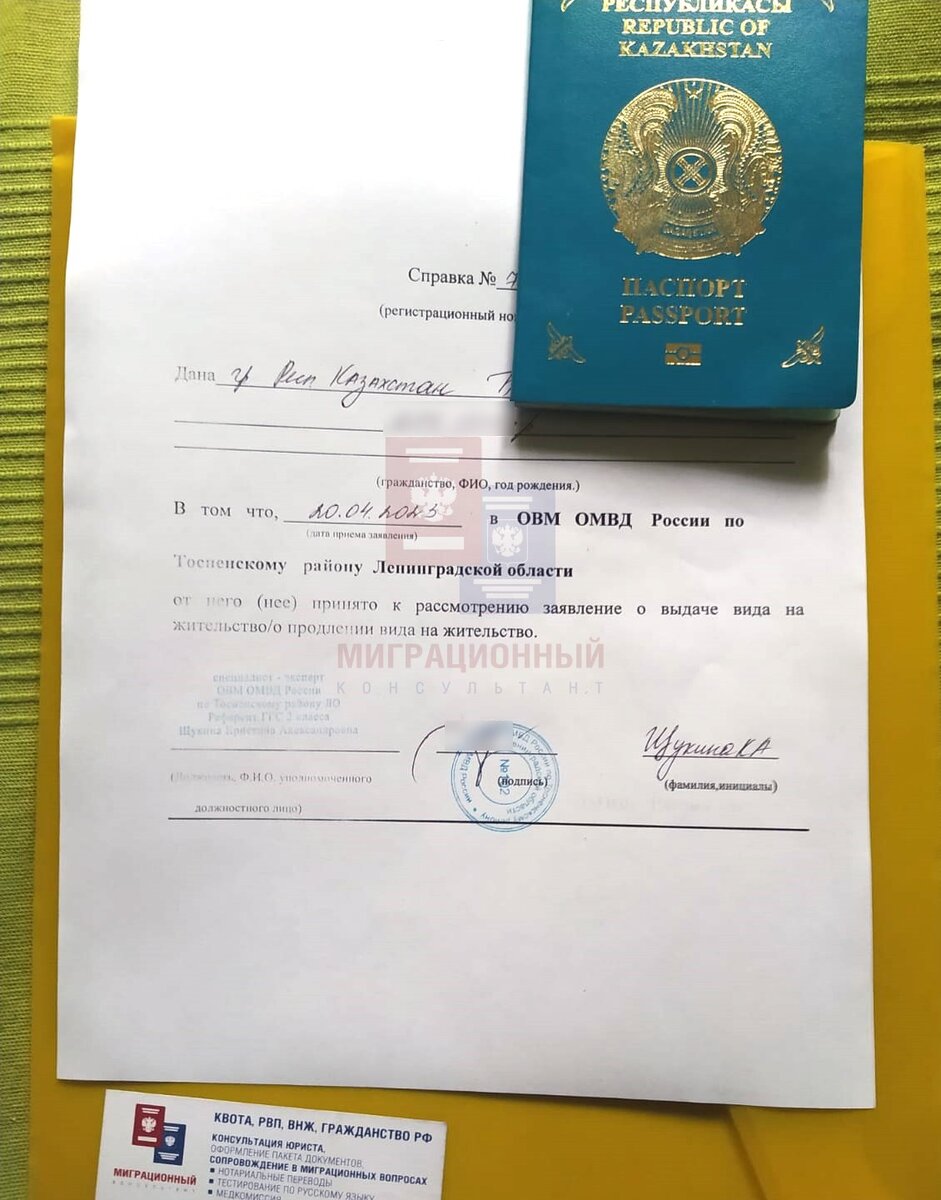 РЕСПУБЛИКАСЫ
REPUBLIC OF
KAZAKHSTAN
ПАСПОРТ
PASSPORT
Справка №
(регистрационный но
Дана гр Респ Казахстан
(гражданство, ФИО, год рождения.)
В том что, 20.04.2023 в ОВМ ОМВД России по
(дата приема заявления)
Тосненскому району Ленинградской области
от него (нее) принято к рассмотрению заявление о выдаче вида на
жительство/о продлении вида на жительство.
МИГРАЦИОННЫЙ
КОНСУЛЬТАНТ
специалист - эксперт
ОВМ ОМВД России
по Тосненскому району ЛО
Референт ГГС 2 класса
Щукина Кристина Александровна
Щукина КА
(Должность, Ф.И.О. уполномоченного
должностного лицо)
(подпись)
(фамилия,инициалы)
КВОТА, РВП, ВНЖ, ГРАЖДАНСТВО РФ
КОНСУЛЬТАЦИЯ ЮРИСТА,
ОФОРМЛЕНИЕ ПАКЕТА ДОКУМЕНТОВ,
СОПРОВОЖДЕНИЕ В МИГРАЦИОННЫХ ВОПРОСАХ
▪ НОТАРИАЛЬНЫЕ ПЕРЕВОДЫ
▪ ТЕСТИРОВАНИЕ ПО РУССКОМУ ЯЗЫКУ
▪ МЕДКОМИССИЯ
МИГРАЦИОННЫЙ
КОНСУЛЬТАНТ